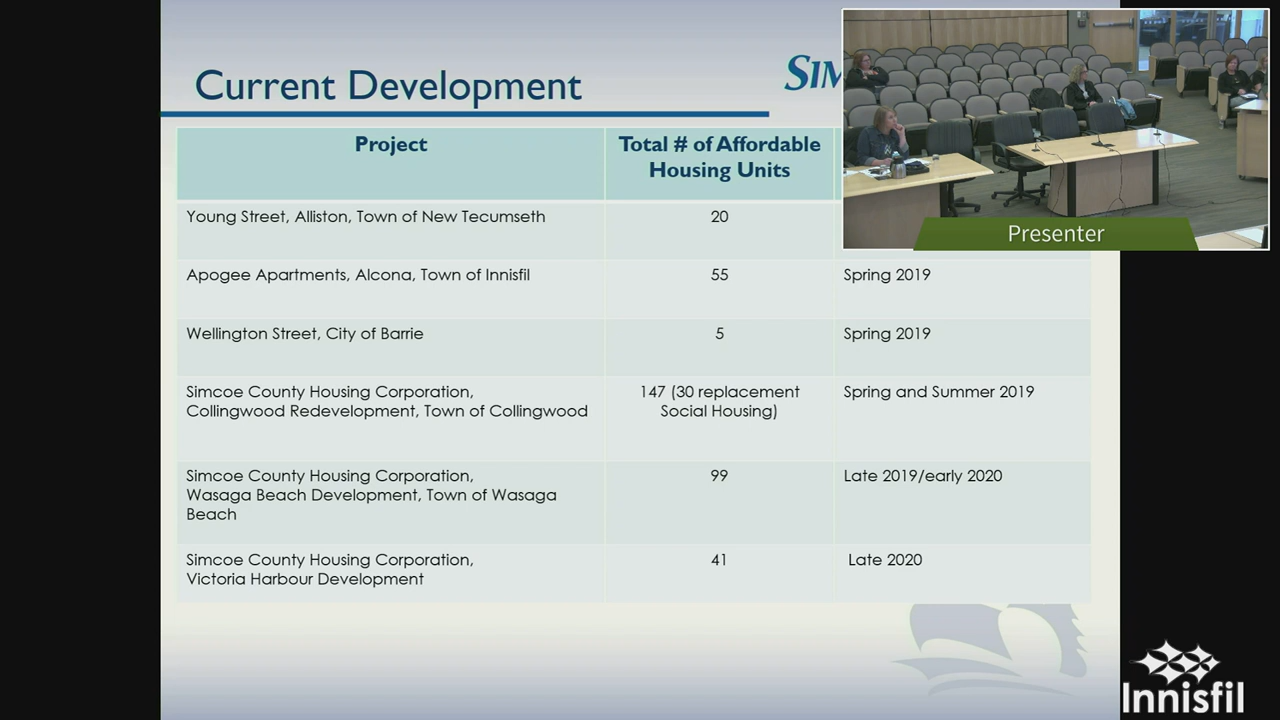 Current Development
Project
Total # of Affordable
Housing Units
Young Street, Alliston, Town of New Tecumseth
20
Apogee Apartments, Alcona, Town of Innisfil
55
Spring 2019
Wellington Street, City of Barrie
5
Spring 2019
Simcoe County Housing Corporation,
Collingwood Redevelopment, Town of Collingwood
147 (30 replacement
Social Housing)
Spring and Summer 2019
Simcoe County Housing Corporation,
Wasaga Beach Development, Town of Wasaga
Beach
99
Late 2019/early 2020
Simcoe County Housing Corporation,
Victoria Harbour Development
41
Late 2020
Presenter
Innisfil